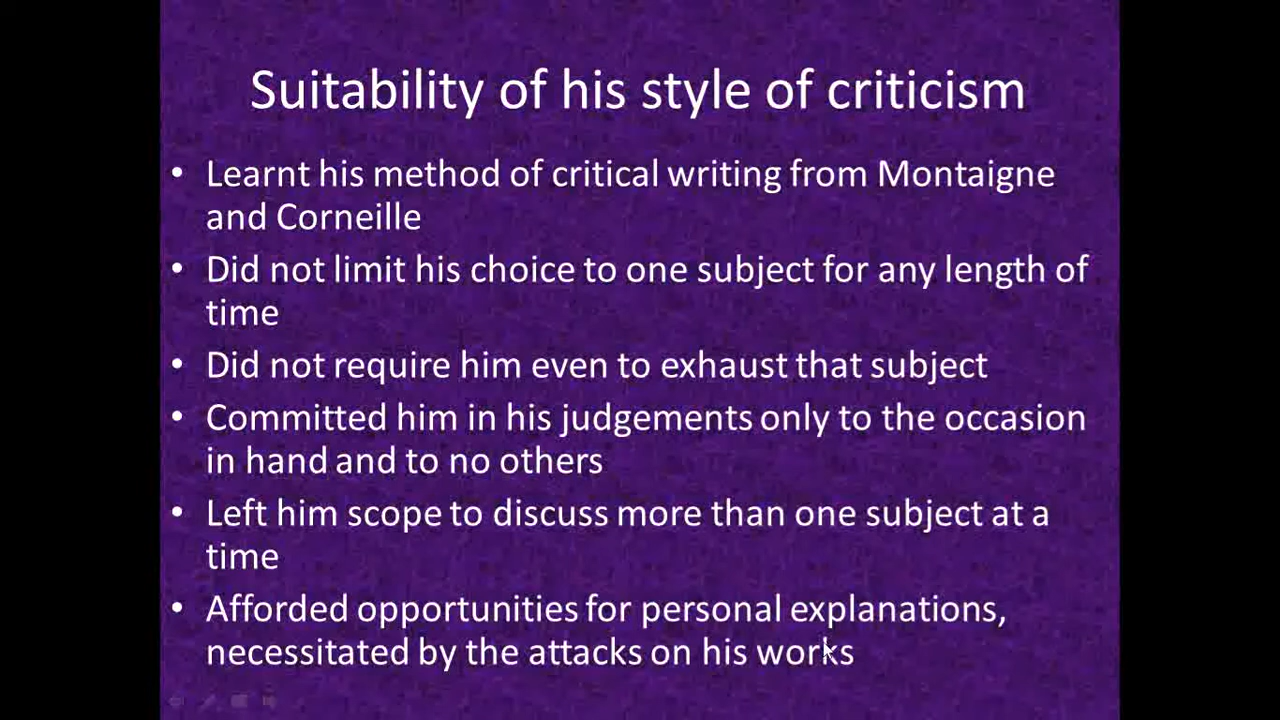 Suitability of his style of criticism
• Learnt his method of critical writing from Montaigne
and Corneille
• Did not limit his choice to one subject for any length of
time
• Did not require him even to exhaust that subject
• Committed him in his judgements only to the occasion
in hand and to no others
• Left him scope to discuss more than one subject at a
time
• Afforded opportunities for personal explanations,
necessitated by the attacks on his works